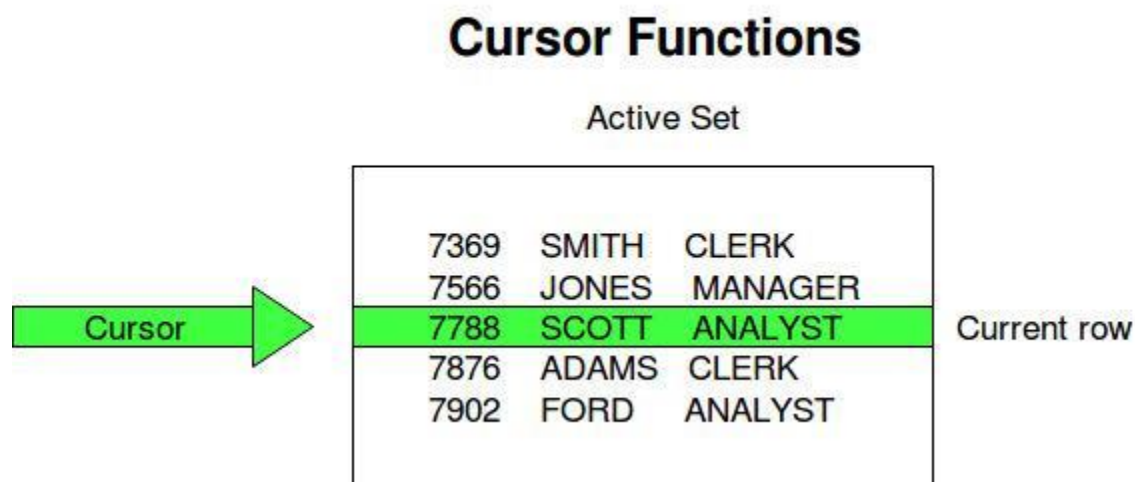 Cursor Functions
Active Set
7369 SMITH CLERK
7566 JONES MANAGER
Cursor 7788 SCOTT ANALYST Current row
7876 ADAMS CLERK
7902 FORD ANALYST